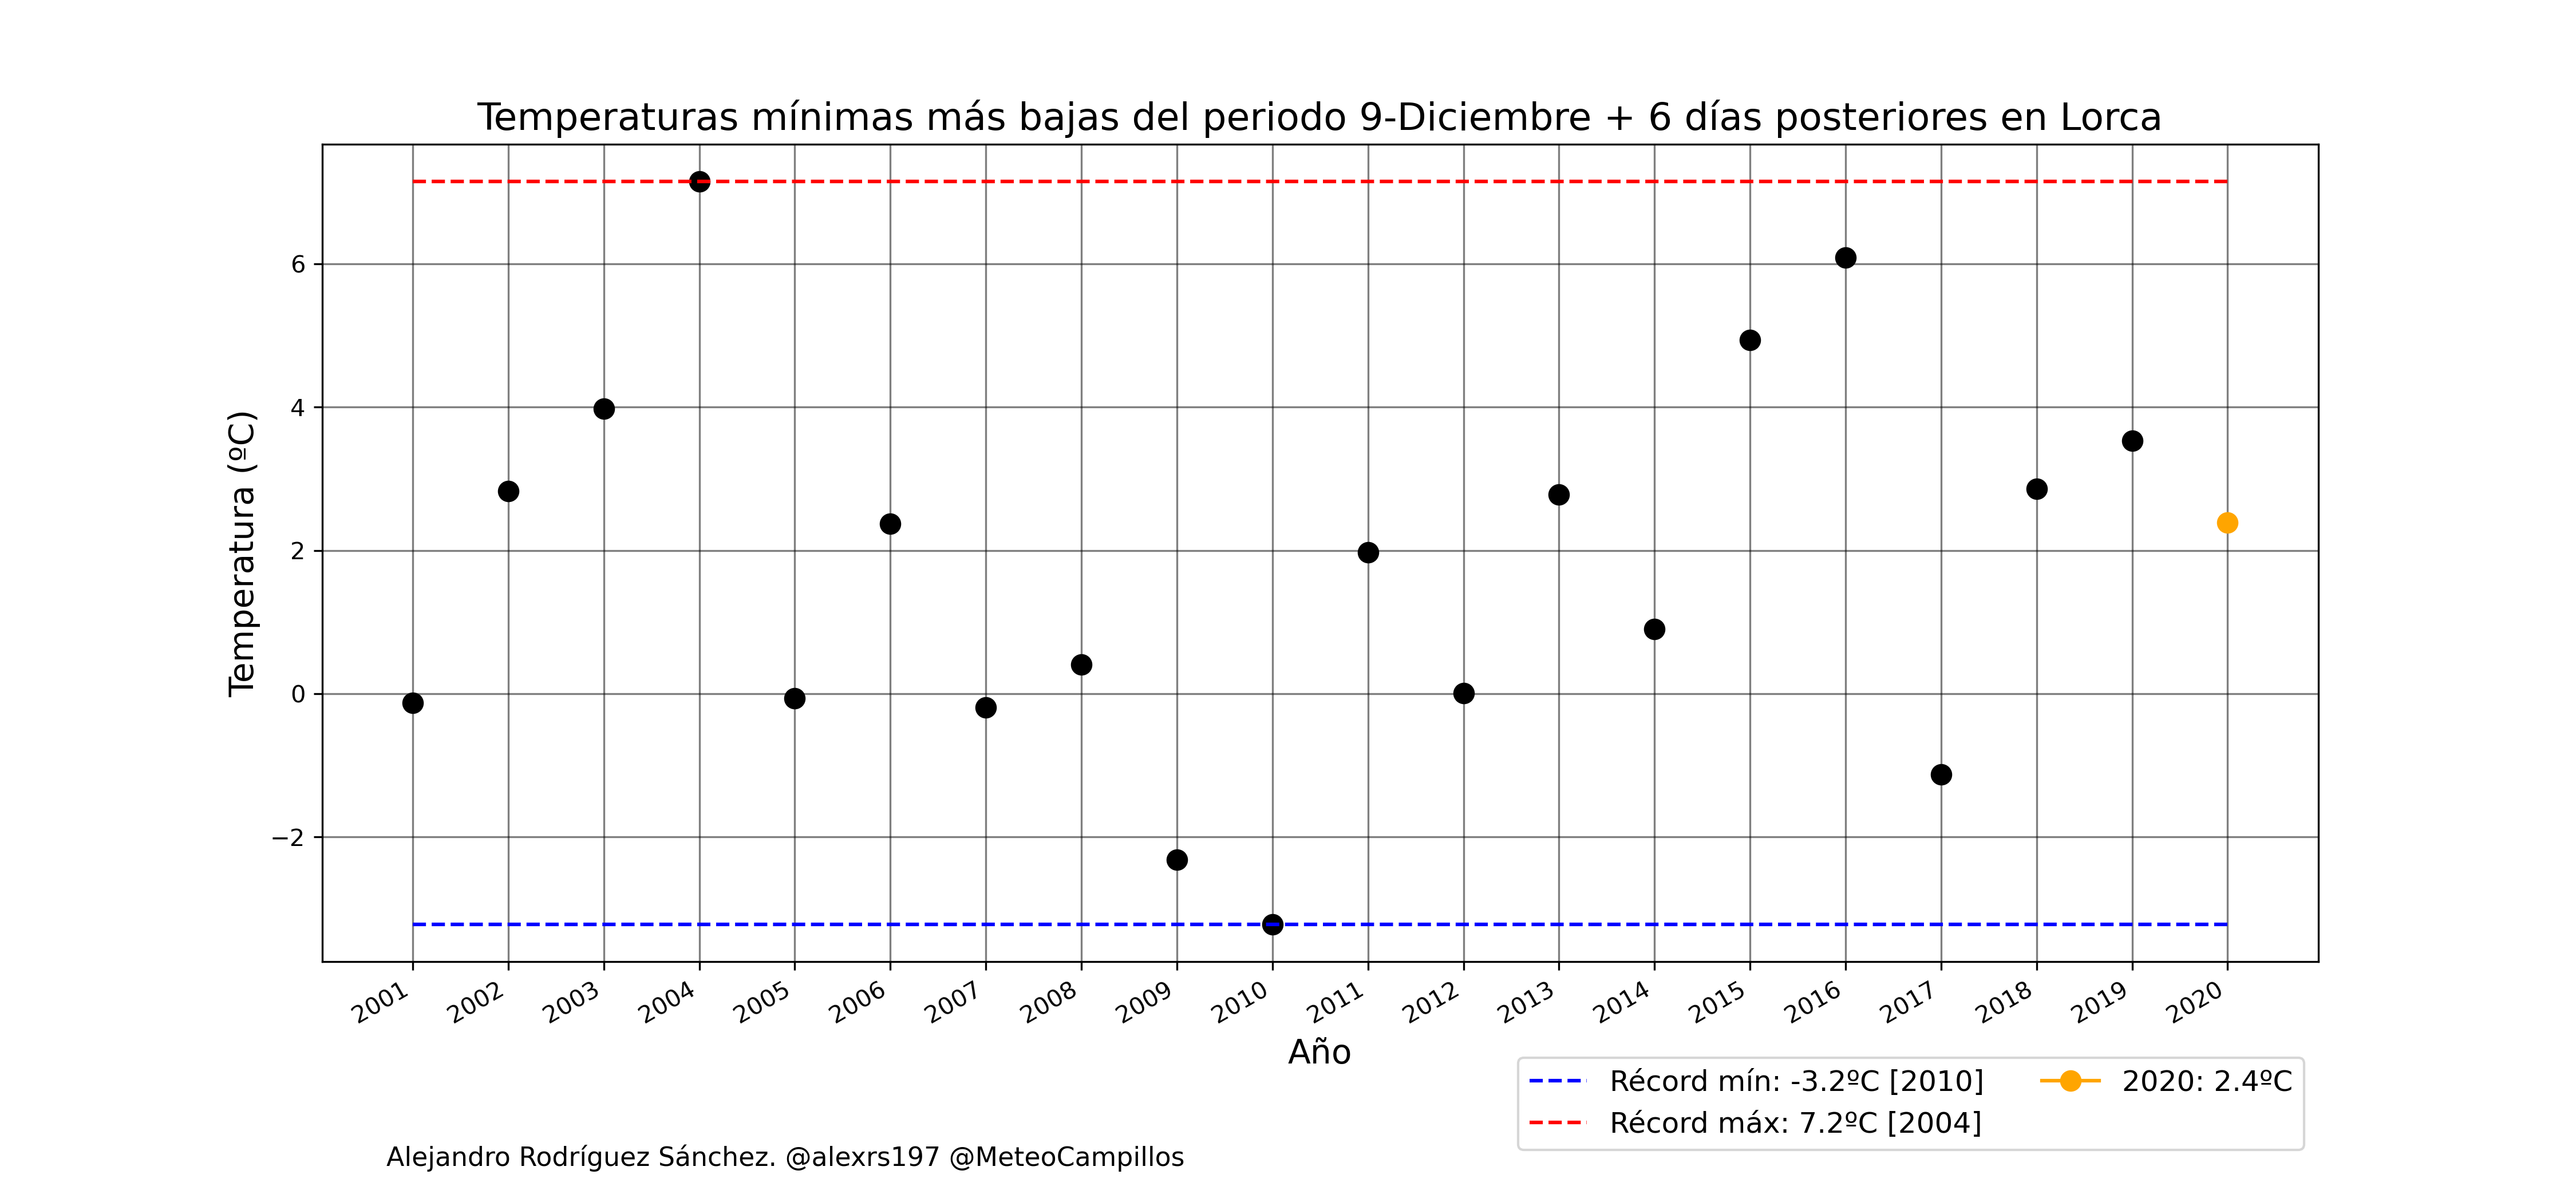 Temperaturas mínimas más bajas del periodo 9-Diciembre + 6 días posteriores en Lorca
Temperatura (ºC)
6
4
2
0
−2
2001 2002 2003 2004 2005 2006 2007 2008 2009 2010 2011 2012 2013 2014 2015 2016 2017 2018 2019 2020
Año
Récord mín: -3.2ºC [2010]
Récord máx: 7.2ºC [2004]
2020: 2.4ºC
Alejandro Rodríguez Sánchez. @alexrs197 @MeteoCampillos